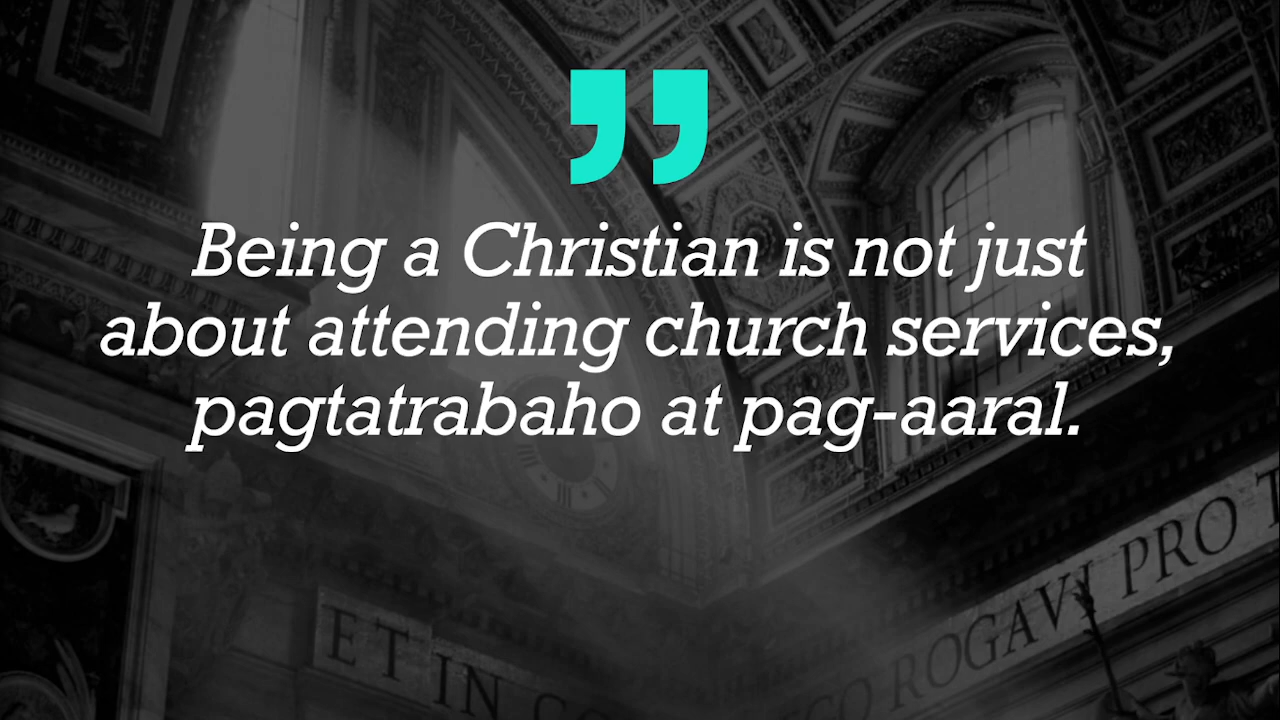 ”
Being a Christian is not just
about attending church services,
pagtatrabaho at pag-aaral.
ET IN
ROGAVI PRO